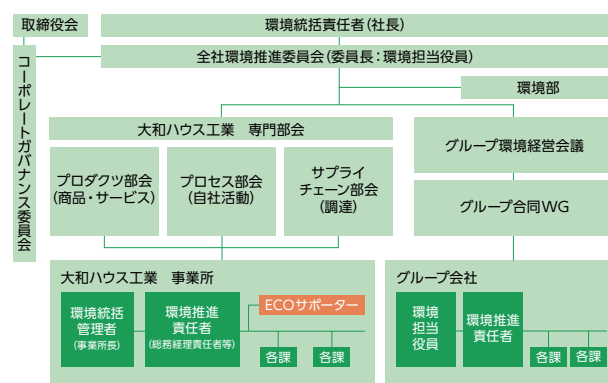 取締役会
環境統括責任者(社長)
コーポレートガバナンス委員会
全社環境推進委員会(委員長:環境担当役員)
環境部
大和ハウス工業 専門部会
グループ環境経営会議
プロダクツ部会
(商品・サービス)
プロセス部会
(自社活動)
サプライ
チェーン部会
(調達)
グループ合同WG
大和ハウス工業 事業所
環境統括
管理者
(事業所長)
環境推進
責任者
(総務経理責任者等)
ECOサポーター
各課
各課
グループ会社
環境
担当
役員
環境推進
責任者
各課
各課